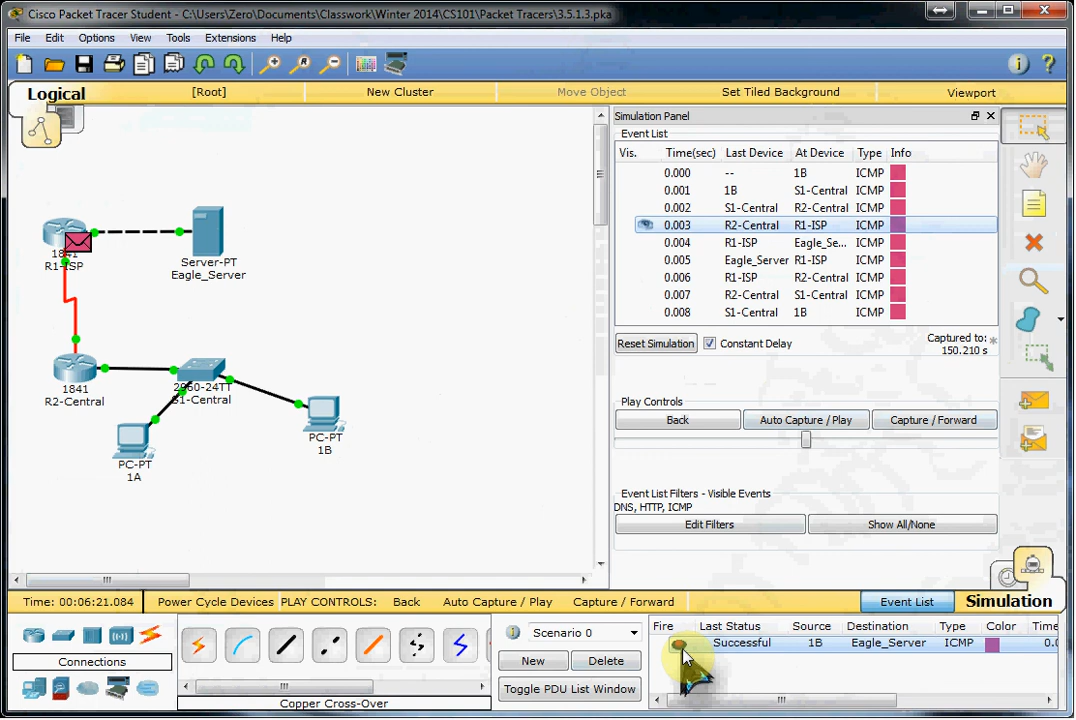 Cisco Packet Tracer Student - C:\Users\Zero\Documents\Classwork\Winter 2014\CS101\Packet Tracers\3.5.1.3.pka
File Edit Options View Tools Extensions Help
Logical [Root] New Cluster Move Object Set Tiled Background Viewport
Simulation Panel
Event List
Vis. Time(sec) Last Device At Device Type Info
0.000 -- 1B ICMP
0.001 1B S1-Central ICMP
0.002 S1-Central R2-Central ICMP
0.003 R2-Central R1-ISP ICMP
0.004 R1-ISP Eagle_Se... ICMP
0.005 Eagle_Server R1-ISP ICMP
0.006 R1-ISP R2-Central ICMP
0.007 R2-Central S1-Central ICMP
0.008 S1-Central 1B ICMP
Reset Simulation Constant Delay Captured to: *
150.210 s
Play Controls
Back Auto Capture / Play Capture / Forward
Event List Filters - Visible Events
DNS, HTTP, ICMP
Edit Filters Show All/None
1841
R1-ISP
Server-PT
Eagle_Server
1841
R2-Central
2960-24TT
S1-Central
PC-PT
1A
PC-PT
1B
Time: 00:06:21.084 Power Cycle Devices PLAY CONTROLS: Back Auto Capture / Play Capture / Forward Event List Simulation
Connections
Copper Cross-Over
Scenario 0
New Delete
Toggle PDU List Window
Fire Last Status Source Destination Type Color Time
Successful 1B Eagle_Server ICMP 0.0